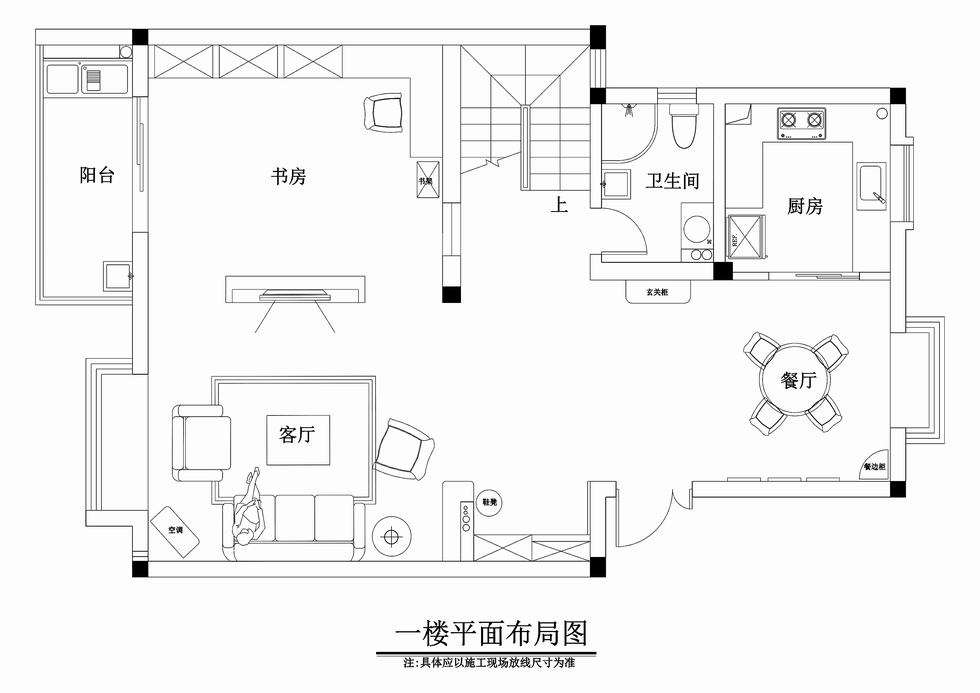 阳台
书房
书架
上
卫生间
厨房
REF.
玄关柜
餐厅
客厅
餐边柜
鞋凳
空调
一楼平面布局图
注:具体应以施工现场放线尺寸为准